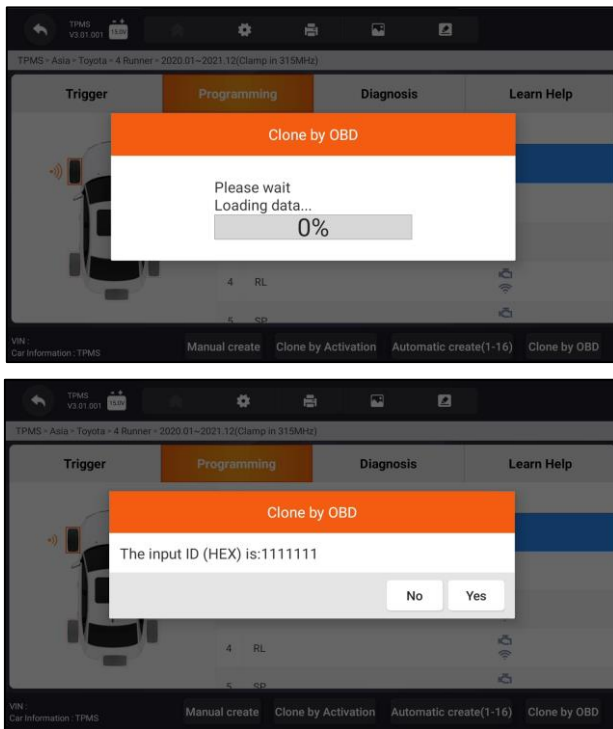 TPMS
V3.01.001
15.0V
TPMS > Asia > Toyota > 4 Runner > 2020.01~2021.12(Clamp in 315MHz)
Trigger Programming Diagnosis Learn Help
Clone by OBD
Please wait
Loading data...
0%
4 RL
5 SP
VIN :
Car Information : TPMS
Manual create Clone by Activation Automatic create(1-16) Clone by OBD
TPMS
V3.01.001
15.0V
TPMS > Asia > Toyota > 4 Runner > 2020.01~2021.12(Clamp in 315MHz)
Trigger Programming Diagnosis Learn Help
Clone by OBD
The input ID (HEX) is:1111111
No Yes
4 RL
5 SP
VIN :
Car Information : TPMS
Manual create Clone by Activation Automatic create(1-16) Clone by OBD